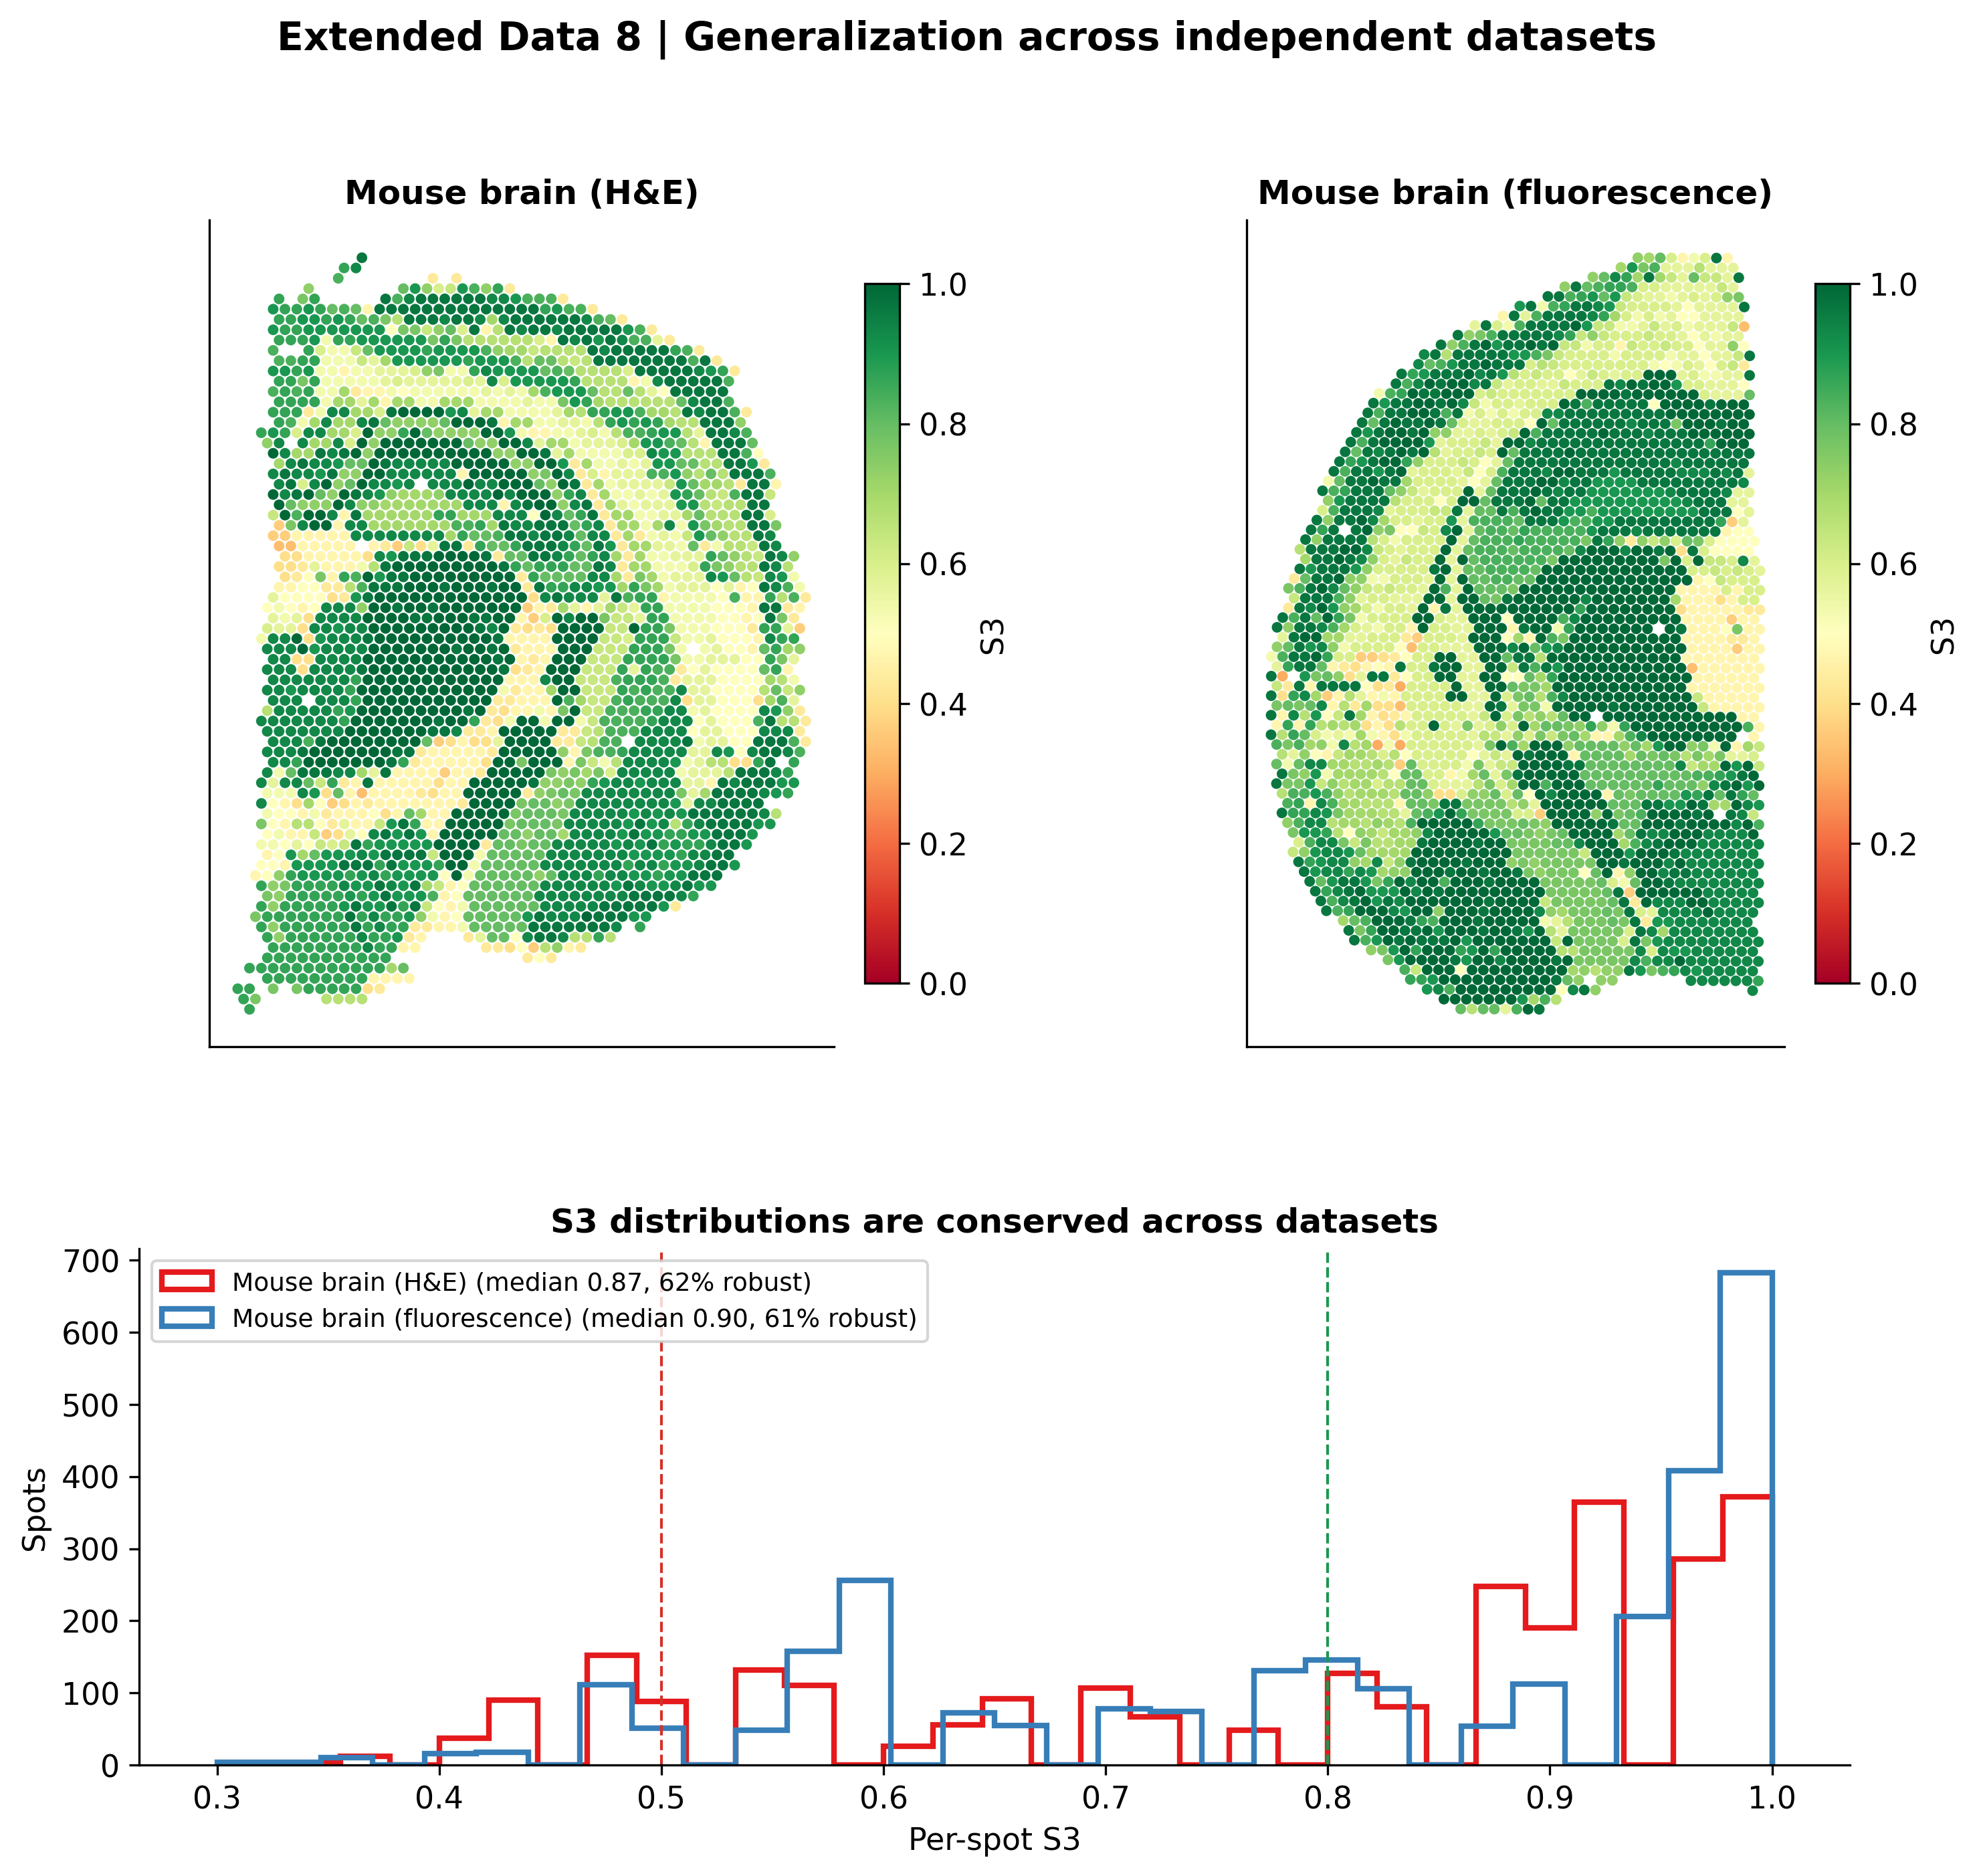 Extended Data 8 | Generalization across independent datasets
Mouse brain (H&E)
1.0
0.8
0.6
0.4
0.2
0.0
S3
Mouse brain (fluorescence)
1.0
0.8
0.6
0.4
0.2
0.0
S3
S3 distributions are conserved across datasets
Mouse brain (H&E) (median 0.87, 62% robust)
Mouse brain (fluorescence) (median 0.90, 61% robust)
700
600
500
400
300
200
100
0
Spots
0.3 0.4 0.5 0.6 0.7 0.8 0.9 1.0
Per-spot S3